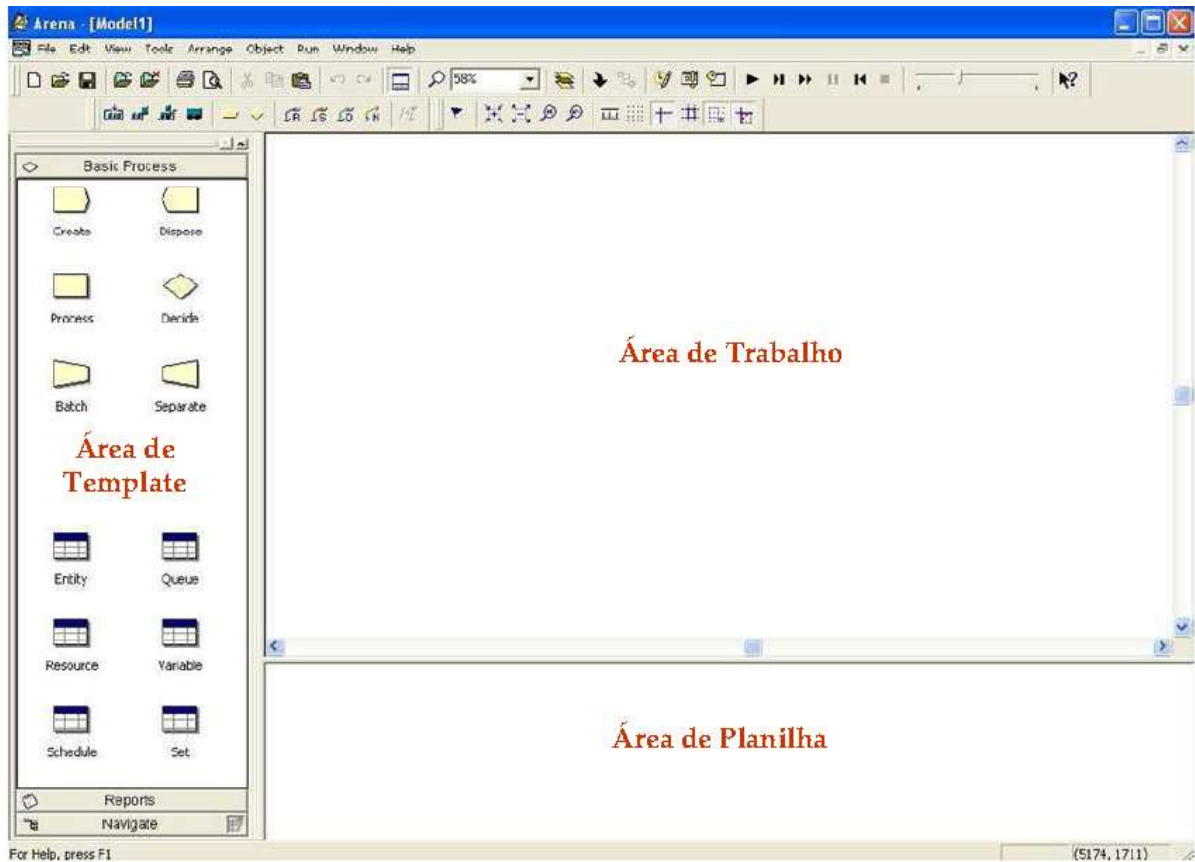 Arena - [Model1]
File Edit View Tools Arrange Object Run Window Help
58%
Basic Process
Create Dispose
Process Decide
Batch Separate
Área de
Template
Entity Queue
Resource Variable
Schedule Set
Reports
Navigate
Área de Trabalho
Área de Planilha
For Help, press F1
(5174, 1711)